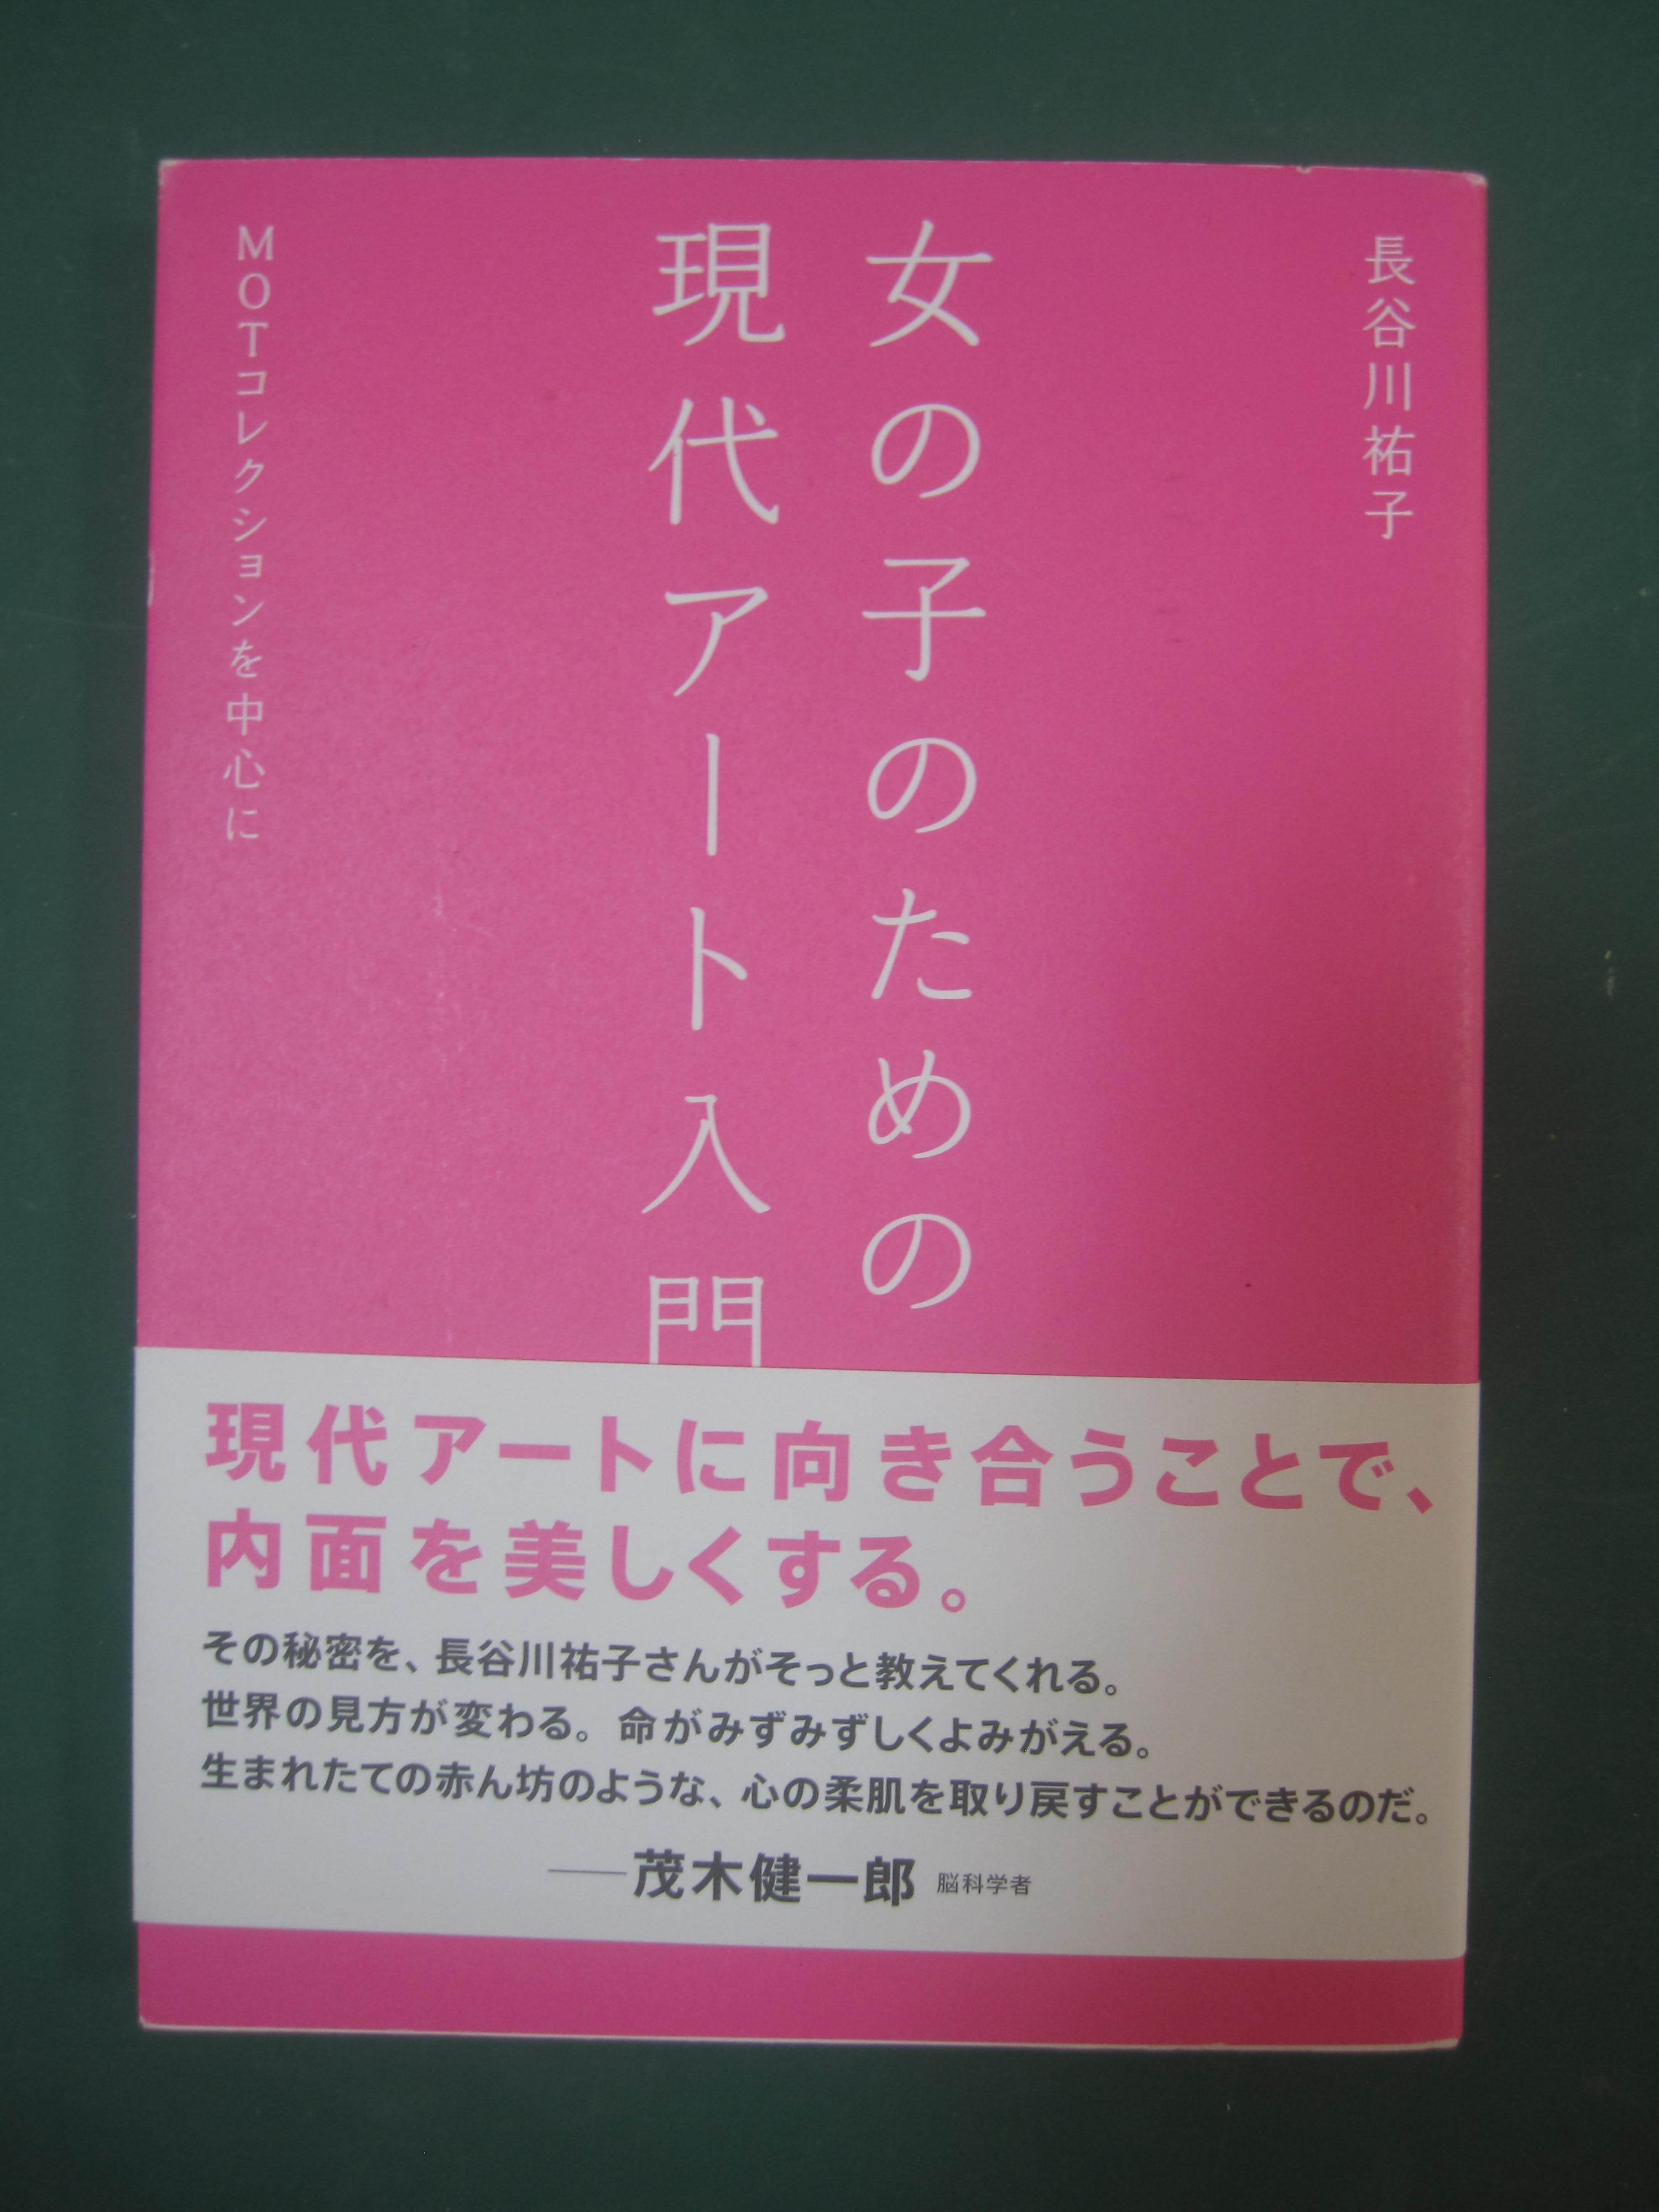 長谷川祐子
女の子のための
現代アート入門
MOTコレクションを中心に
現代アートに向き合うことで、
内面を美しくする。
その秘密を、長谷川祐子さんがそっと教えてくれる。
世界の見方が変わる。命がみずみずしくよみがえる。
生まれたての赤ん坊のような、心の柔肌を取り戻すことができるのだ。
――茂木健一郎 脳科学者